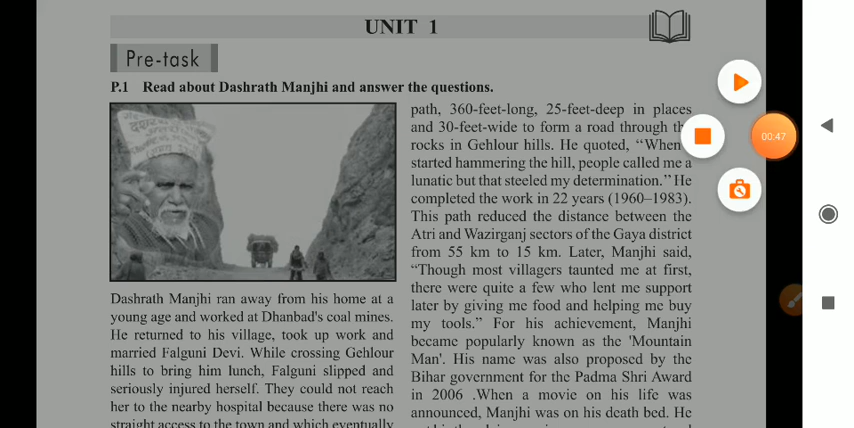 UNIT 1
Pre-task
P.1 Read about Dashrath Manjhi and answer the questions.
Dashrath Manjhi ran away from his home at a
young age and worked at Dhanbad's coal mines.
He returned to his village, took up work and
married Falguni Devi. While crossing Gehlour
hills to bring him lunch, Falguni slipped and
seriously injured herself. They could not reach
her to the nearby hospital because there was no
straight access to the town and which eventually
path, 360-feet-long, 25-feet-deep in places
and 30-feet-wide to form a road through
rocks in Gehlour hills. He quoted, “When
started hammering the hill, people called me a
lunatic but that steeled my determination.” He
completed the work in 22 years (1960–1983).
This path reduced the distance between the
Atri and Wazirganj sectors of the Gaya district
from 55 km to 15 km. Later, Manjhi said,
“Though most villagers taunted me at first,
there were quite a few who lent me support
later by giving me food and helping me buy
my tools.” For his achievement, Manjhi
became popularly known as the 'Mountain
Man'. His name was also proposed by the
Bihar government for the Padma Shri Award
in 2006 .When a movie on his life was
announced, Manjhi was on his death bed. He
00:47